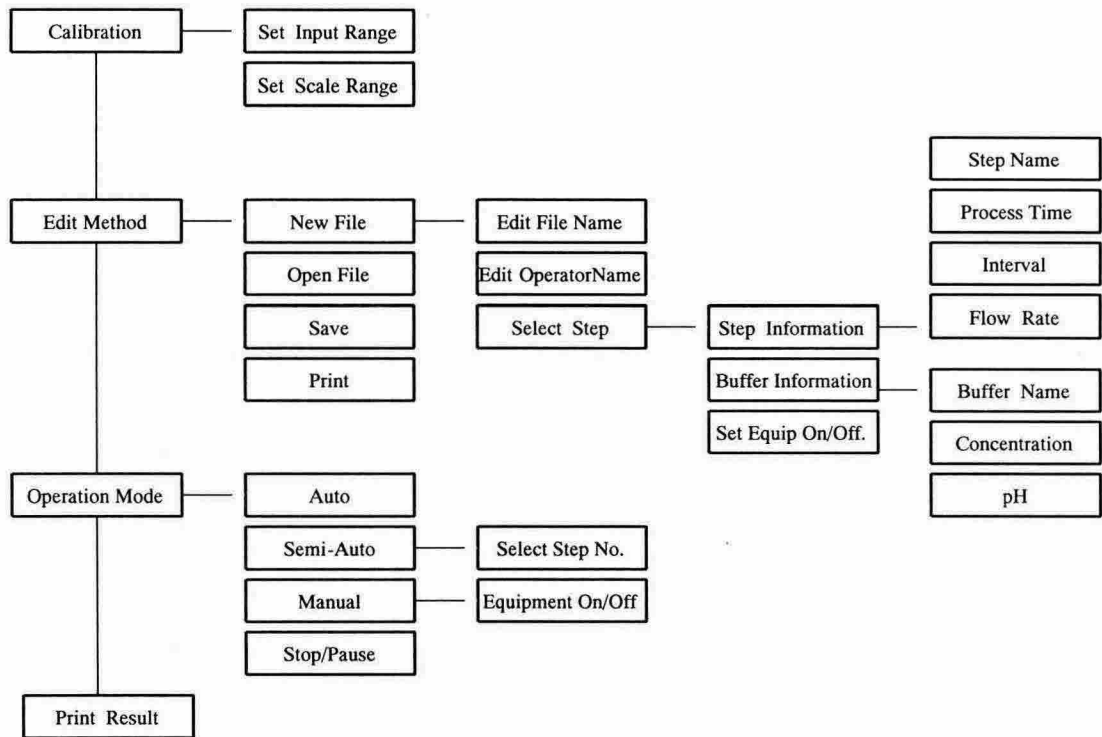 Calibration
Set Input Range
Set Scale Range
Edit Method
New File
Open File
Save
Print
Edit File Name
Edit OperatorName
Select Step
Step Information
Buffer Information
Set Equip On/Off.
Step Name
Process Time
Interval
Flow Rate
Buffer Name
Concentration
pH
Operation Mode
Auto
Semi-Auto
Manual
Stop/Pause
Select Step No.
Equipment On/Off
Print Result